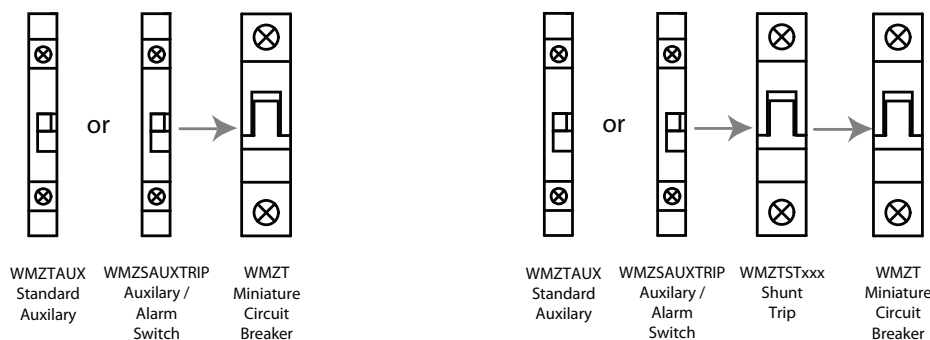 or
or
WMZTAUX
Standard
Auxilary
WMZSAUXTRIP
Auxilary /
Alarm
Switch
WMZT
Miniature
Circuit
Breaker
WMZTAUX
Standard
Auxilary
WMZSAUXTRIP
Auxilary /
Alarm
Switch
WMZTSTxxx
Shunt
Trip
WMZT
Miniature
Circuit
Breaker